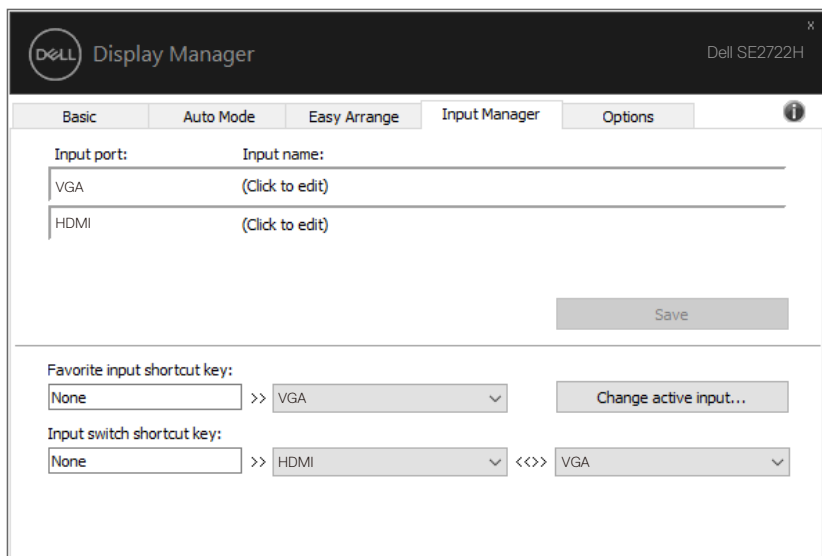 x
DELL Display Manager Dell SE2722H
Basic Auto Mode Easy Arrange Input Manager Options i
Input port: Input name:
VGA (Click to edit)
HDMI (Click to edit)
Save
Favorite input shortcut key:
None >> VGA Change active input...
Input switch shortcut key:
None >> HDMI <<>> VGA